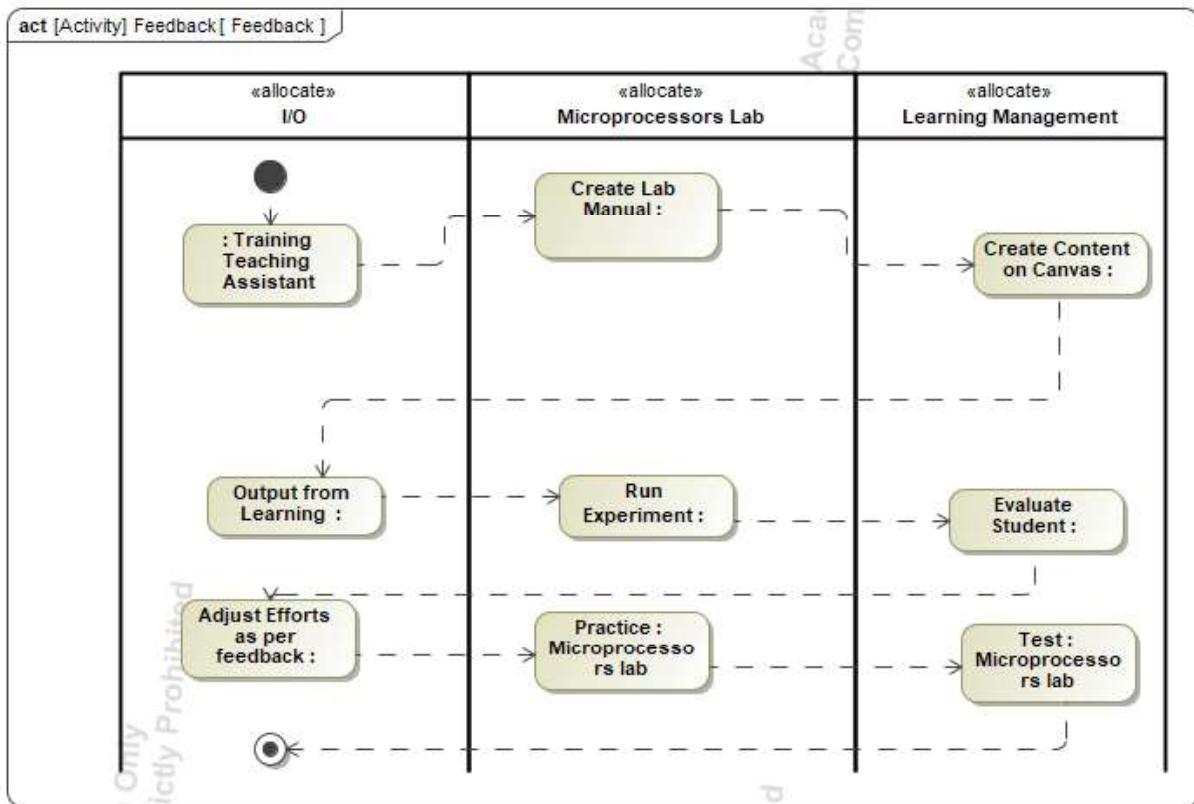 act [Activity] Feedback [ Feedback ]
«allocate»
I/O
«allocate»
Microprocessors Lab
«allocate»
Learning Management
: Training
Teaching
Assistant
Create Lab
Manual :
Create Content
on Canvas :
Output from
Learning :
Run
Experiment :
Evaluate
Student :
Adjust Efforts
as per
feedback :
Practice :
Microprocesso
rs lab
Test :
Microprocesso
rs lab
Only
Prohibited